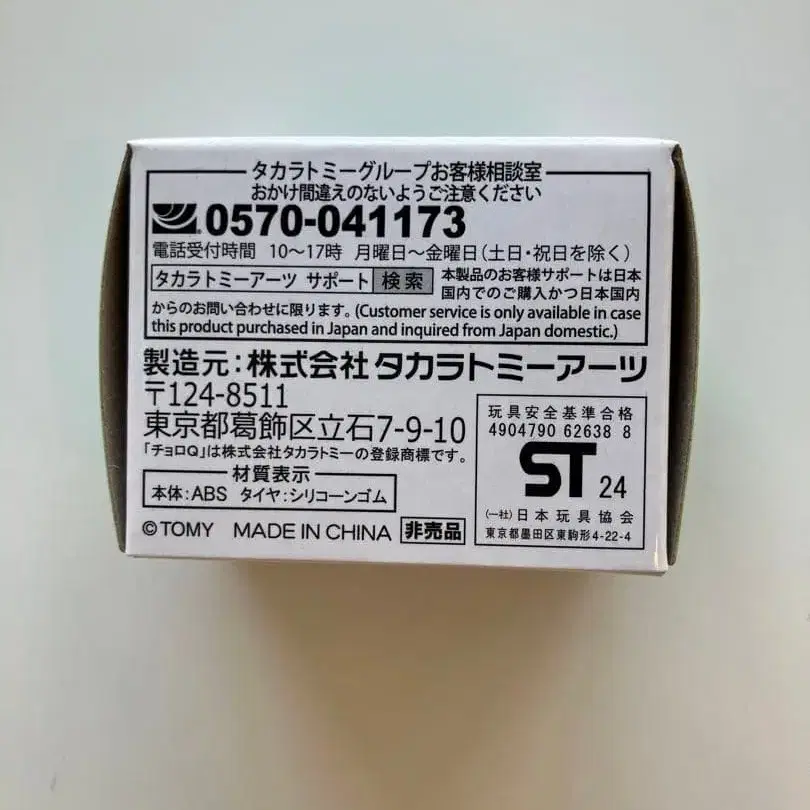 タカラトミーグループお客様相談室
おかけ間違えのないようご注意ください
0570-041173
電話受付時間 10～17時 月曜日～金曜日(土日・祝日を除く)
タカラトミーアーツ サポート 検索 本製品のお客様サポートは日本
国内でのご購入かつ日本国内
からのお問い合わせに限ります。(Customer service is only available in case
this product purchased in Japan and inquired from Japan domestic.)
製造元:株式会社タカラトミーアーツ
〒124-8511
東京都葛飾区立石7-9-10
「チョロQ」は株式会社タカラトミーの登録商標です。
材質表示
本体:ABS タイヤ:シリコーンゴム
©TOMY MADE IN CHINA 非売品
玩具安全基準合格
4904790 62638 8
ST 24
(一社)日本玩具協会
東京都墨田区東駒形4-22-4